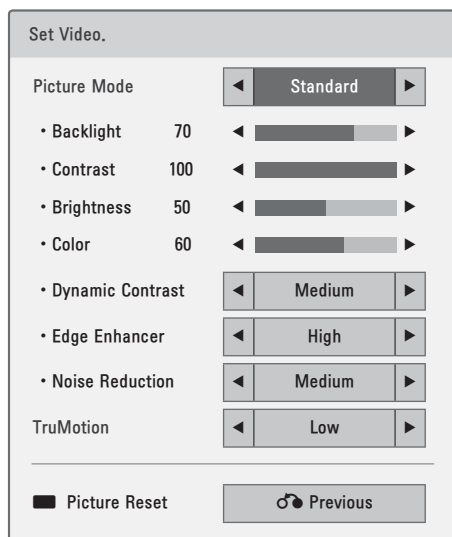 Set Video.
Picture Mode Standard
• Backlight 70
• Contrast 100
• Brightness 50
• Color 60
• Dynamic Contrast Medium
• Edge Enhancer High
• Noise Reduction Medium
TruMotion Low
Picture Reset Previous